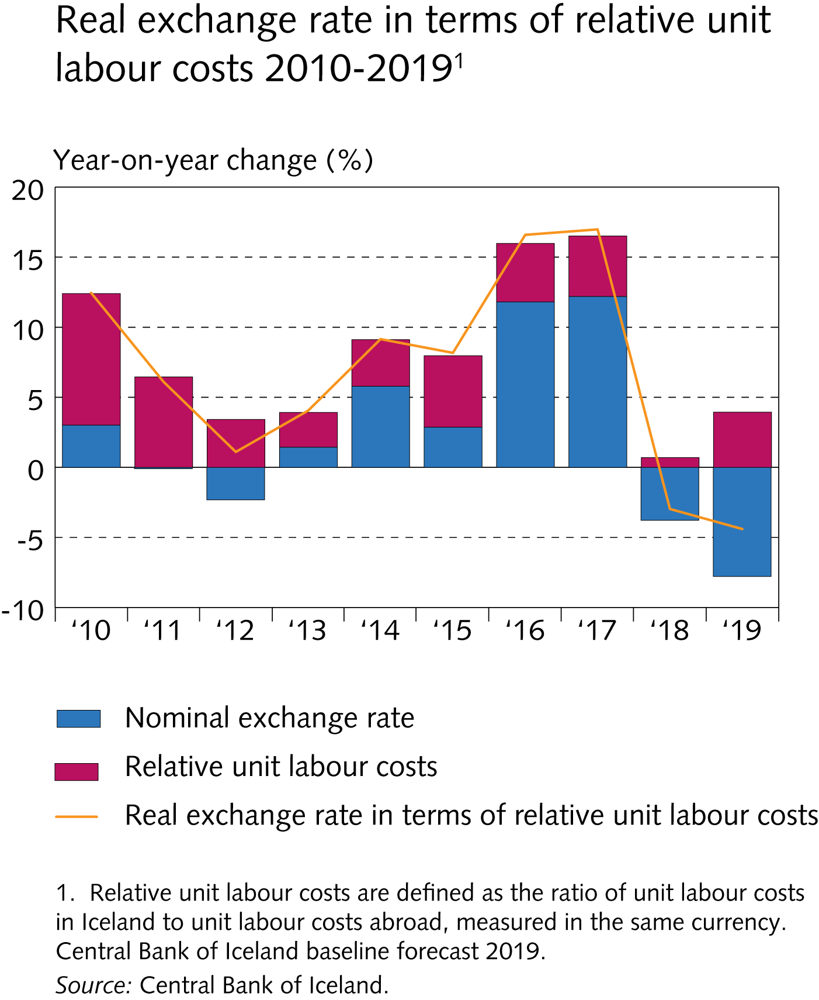 Real exchange rate in terms of relative unit
labour costs 2010-2019¹
Year-on-year change (%)
20
15
10
5
0
-5
-10
‘10 ‘11 ‘12 ‘13 ‘14 ‘15 ‘16 ‘17 ‘18 ‘19
Nominal exchange rate
Relative unit labour costs
Real exchange rate in terms of relative unit labour costs
1. Relative unit labour costs are defined as the ratio of unit labour costs
in Iceland to unit labour costs abroad, measured in the same currency.
Central Bank of Iceland baseline forecast 2019.
Source: Central Bank of Iceland.